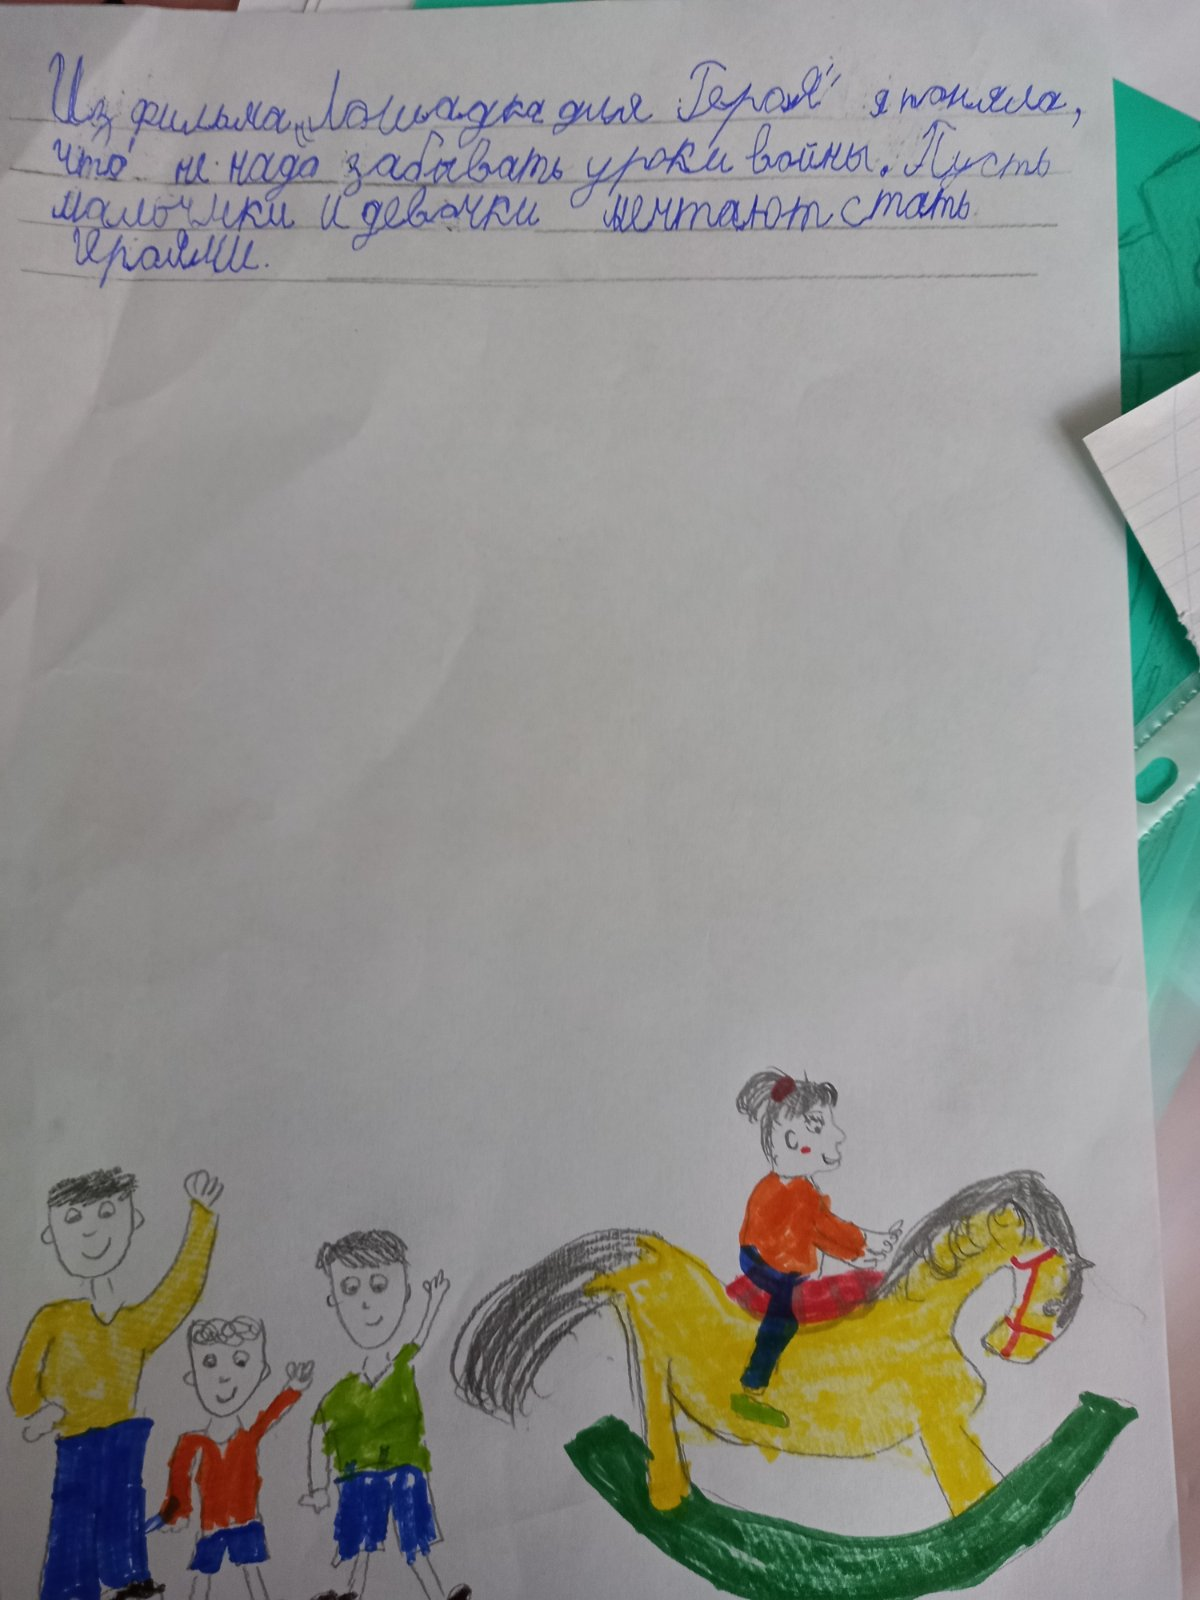 Из фильма „Лошадка для Героя" я поняла,
что не надо забывать уроки войны. Пусть
мальчики и девочки мечтают стать
героями.